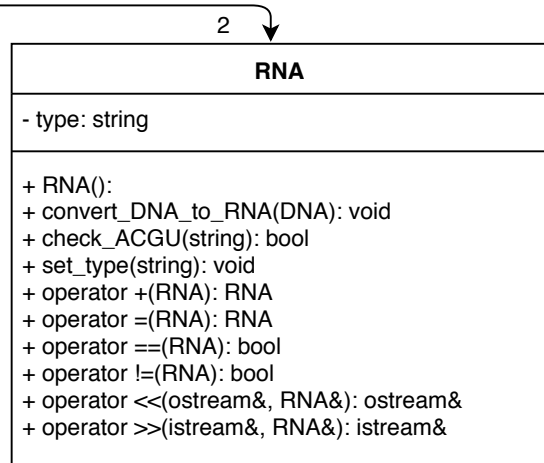 2
RNA
- type: string
+ RNA():
+ convert_DNA_to_RNA(DNA): void
+ check_ACGU(string): bool
+ set_type(string): void
+ operator +(RNA): RNA
+ operator =(RNA): RNA
+ operator ==(RNA): bool
+ operator !=(RNA): bool
+ operator <<(ostream&, RNA&): ostream&
+ operator >>(istream&, RNA&): istream&